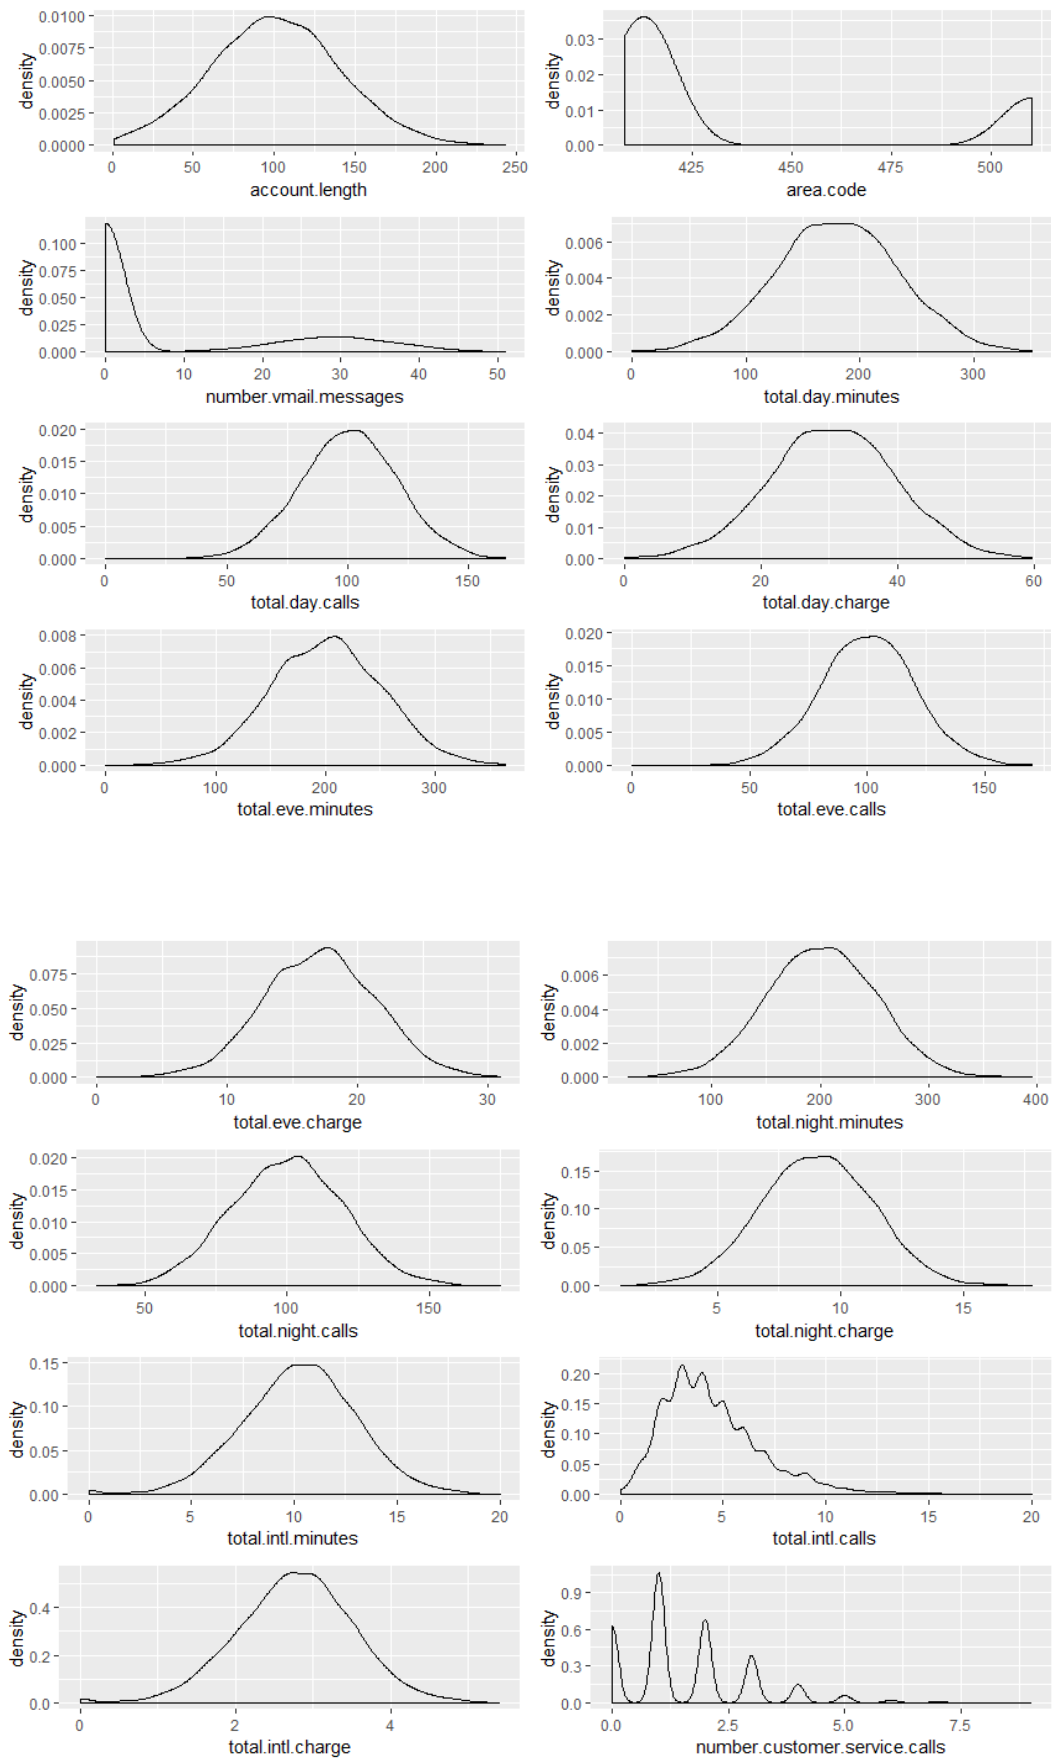 density
0.0100
0.0075
0.0050
0.0025
0.0000
0 50 100 150 200 250
account.length
density
0.03
0.02
0.01
0.00
425 450 475 500
area.code
density
0.100
0.075
0.050
0.025
0.000
0 10 20 30 40 50
number.vmail.messages
density
0.006
0.004
0.002
0.000
0 100 200 300
total.day.minutes
density
0.020
0.015
0.010
0.005
0.000
0 50 100 150
total.day.calls
density
0.04
0.03
0.02
0.01
0.00
0 20 40 60
total.day.charge
density
0.008
0.006
0.004
0.002
0.000
0 100 200 300
total.eve.minutes
density
0.020
0.015
0.010
0.005
0.000
0 50 100 150
total.eve.calls
density
0.075
0.050
0.025
0.000
0 10 20 30
total.eve.charge
density
0.006
0.004
0.002
0.000
100 200 300 400
total.night.minutes
density
0.020
0.015
0.010
0.005
0.000
50 100 150
total.night.calls
density
0.15
0.10
0.05
0.00
5 10 15
total.night.charge
density
0.15
0.10
0.05
0.00
0 5 10 15 20
total.intl.minutes
density
0.20
0.15
0.10
0.05
0.00
0 5 10 15 20
total.intl.calls
density
0.4
0.2
0.0
0 2 4
total.intl.charge
density
0.9
0.6
0.3
0.0
0.0 2.5 5.0 7.5
number.customer.service.calls